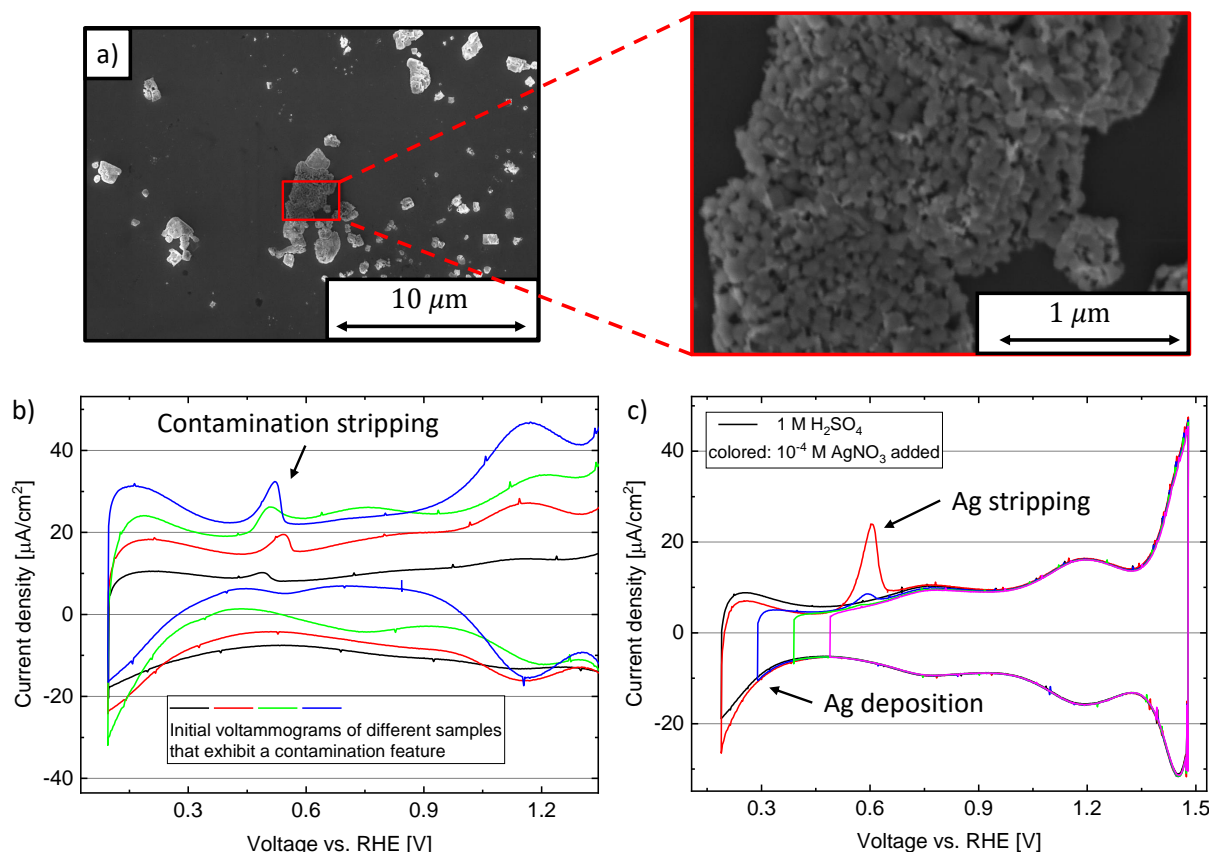 a)
10 μm
1 μm
b)
Contamination stripping
40
20
0
-20
-40
Current density [μA/cm²]
Initial voltammograms of different samples
that exhibit a contamination feature
0.3
0.6
0.9
1.2
Voltage vs. RHE [V]
c)
1 M H₂SO₄
colored: 10⁻⁴ M AgNO₃ added
Ag stripping
Ag deposition
40
20
0
-20
Current density [μA/cm²]
0.3
0.6
0.9
1.2
1.5
Voltage vs. RHE [V]